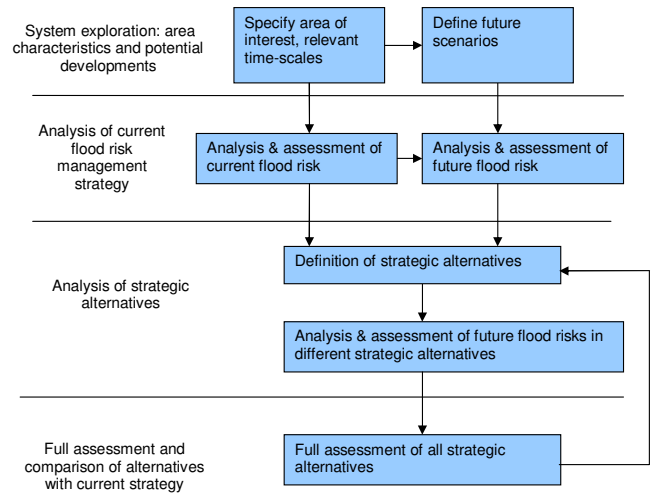 System exploration: area
characteristics and potential
developments
Specify area of
interest, relevant
time-scales
Define future
scenarios
Analysis of current
flood risk
management
strategy
Analysis & assessment of
current flood risk
Analysis & assessment of
future flood risk
Analysis of strategic
alternatives
Definition of strategic alternatives
Analysis & assessment of future flood risks in
different strategic alternatives
Full assessment and
comparison of alternatives
with current strategy
Full assessment of all strategic
alternatives